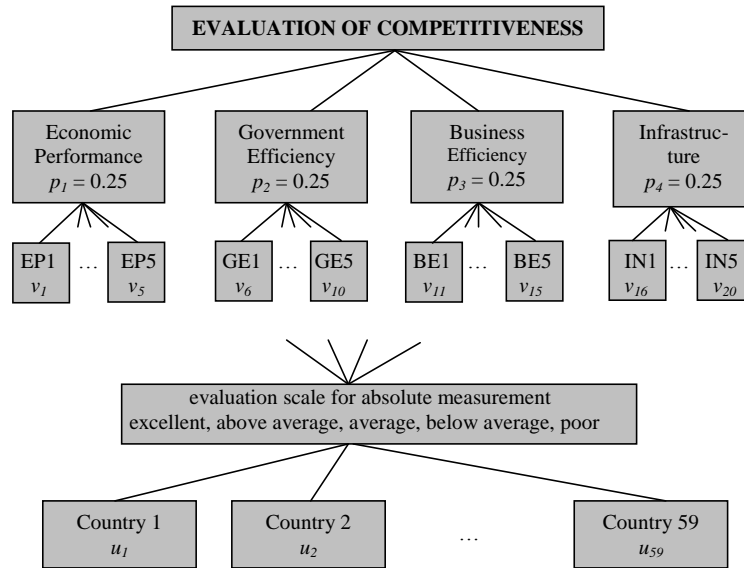 EVALUATION OF COMPETITIVENESS
Economic
Performance
p₁ = 0.25
Government
Efficiency
p₂ = 0.25
Business
Efficiency
p₃ = 0.25
Infrastruc-
ture
p₄ = 0.25
EP1
v₁
…
EP5
v₅
GE1
v₆
…
GE5
v₁₀
BE1
v₁₁
…
BE5
v₁₅
IN1
v₁₆
…
IN5
v₂₀
evaluation scale for absolute measurement
excellent, above average, average, below average, poor
Country 1
u₁
Country 2
u₂
…
Country 59
u₅₉